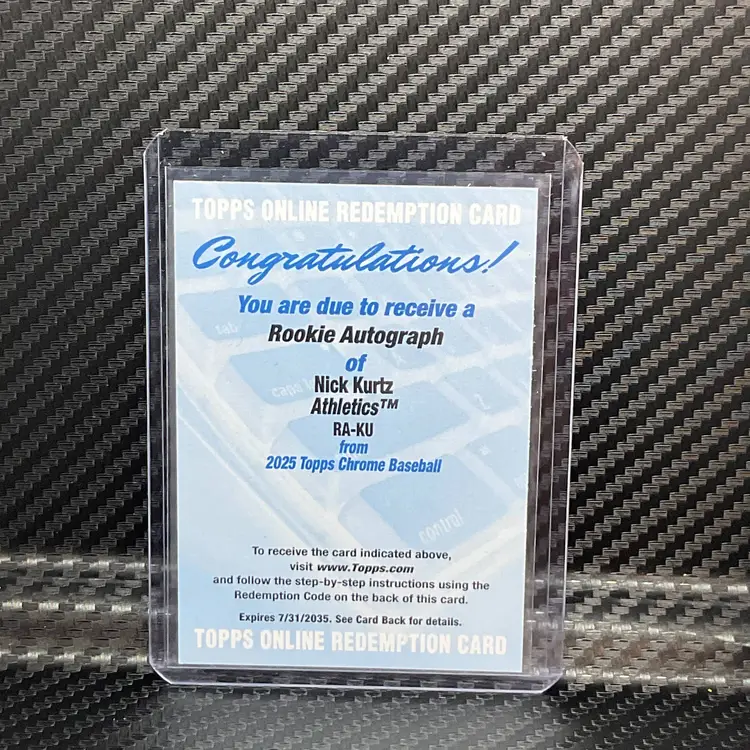 TOPPS ONLINE REDEMPTION CARD
Congratulations!
You are due to receive a
Rookie Autograph
of
Nick Kurtz
Athletics™
RA-KU
from
2025 Topps Chrome Baseball
tab
caps
control
To receive the card indicated above,
visit www.Topps.com
and follow the step-by-step instructions using the
Redemption Code on the back of this card.
Expires 7/31/2035. See Card Back for details.
TOPPS ONLINE REDEMPTION CARD